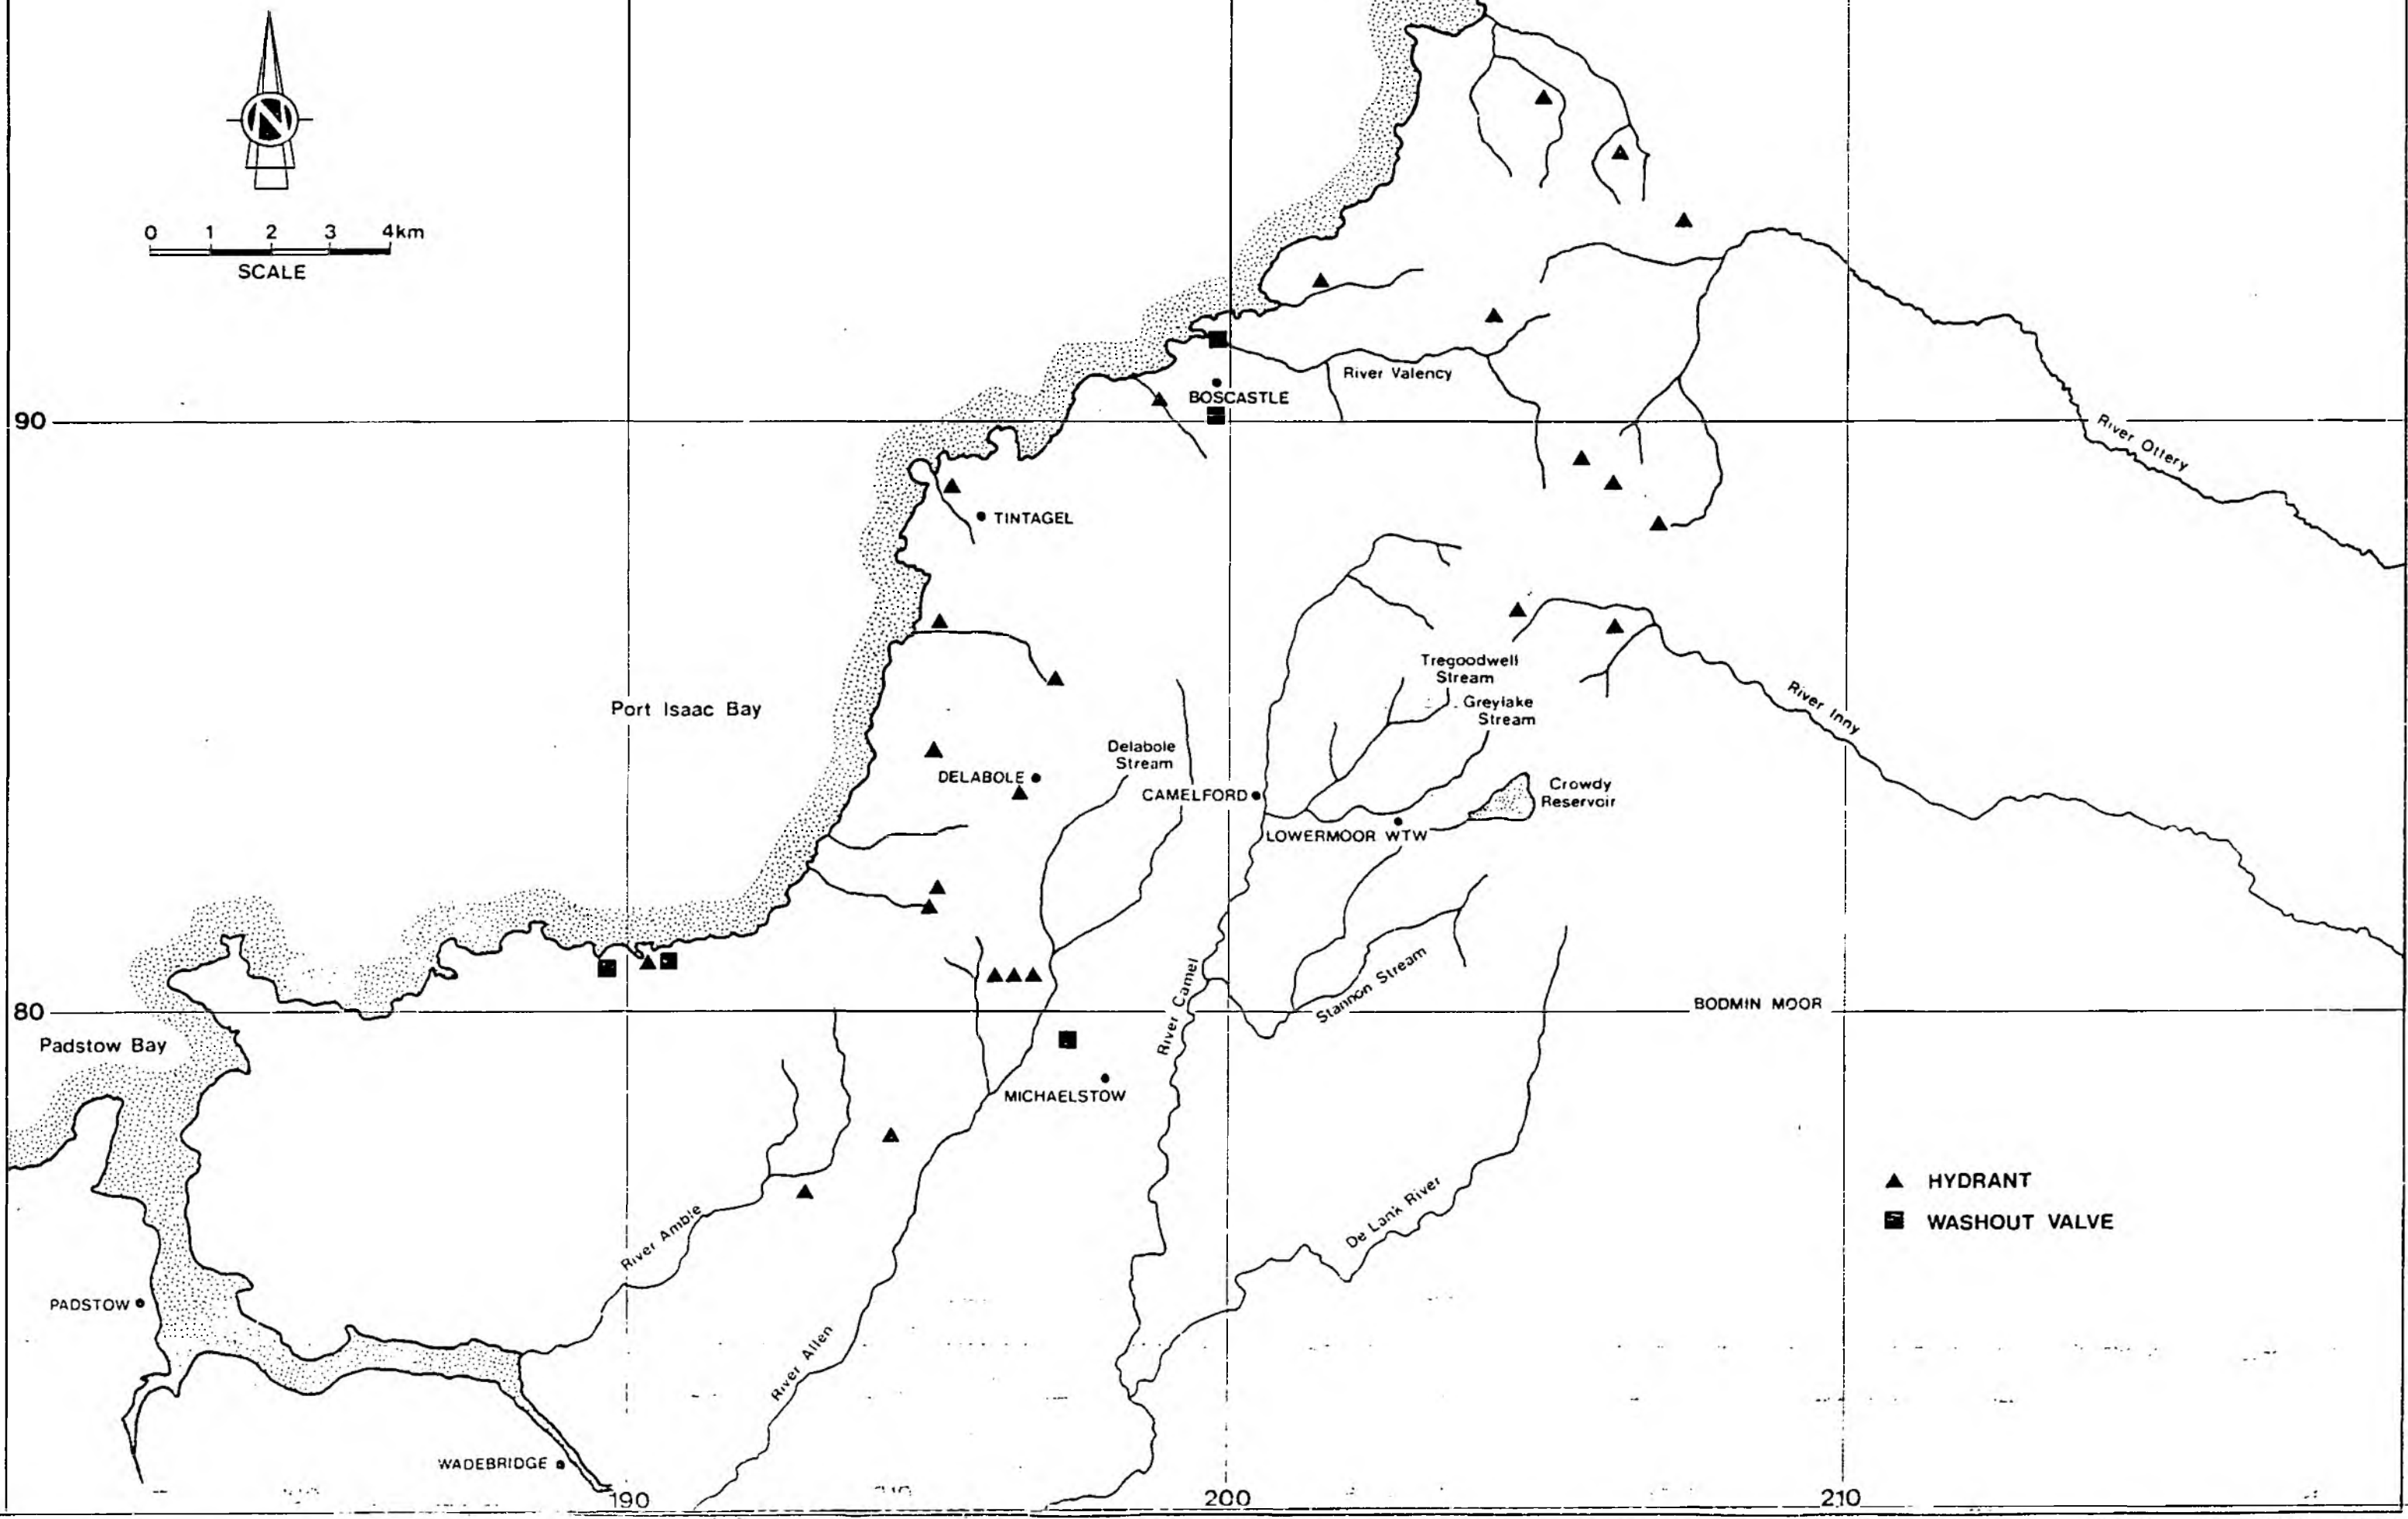 N
0 1 2 3 4km
SCALE
River Valency
BOSCASTLE
90
River Ottery
TINTAGEL
Tregoodwell
Stream
Port Isaac Bay
Greylake
Stream
River Inny
Delabole
Stream
DELABOLE
CAMELFORD
Crowdy
Reservoir
LOWERMOOR WTW
Stannon Stream
River Camel
80
BODMIN MOOR
Padstow Bay
MICHAELSTOW
HYDRANT
WASHOUT VALVE
River Amble
De Lank River
PADSTOW
River Allen
WADEBRIDGE
190
200
210